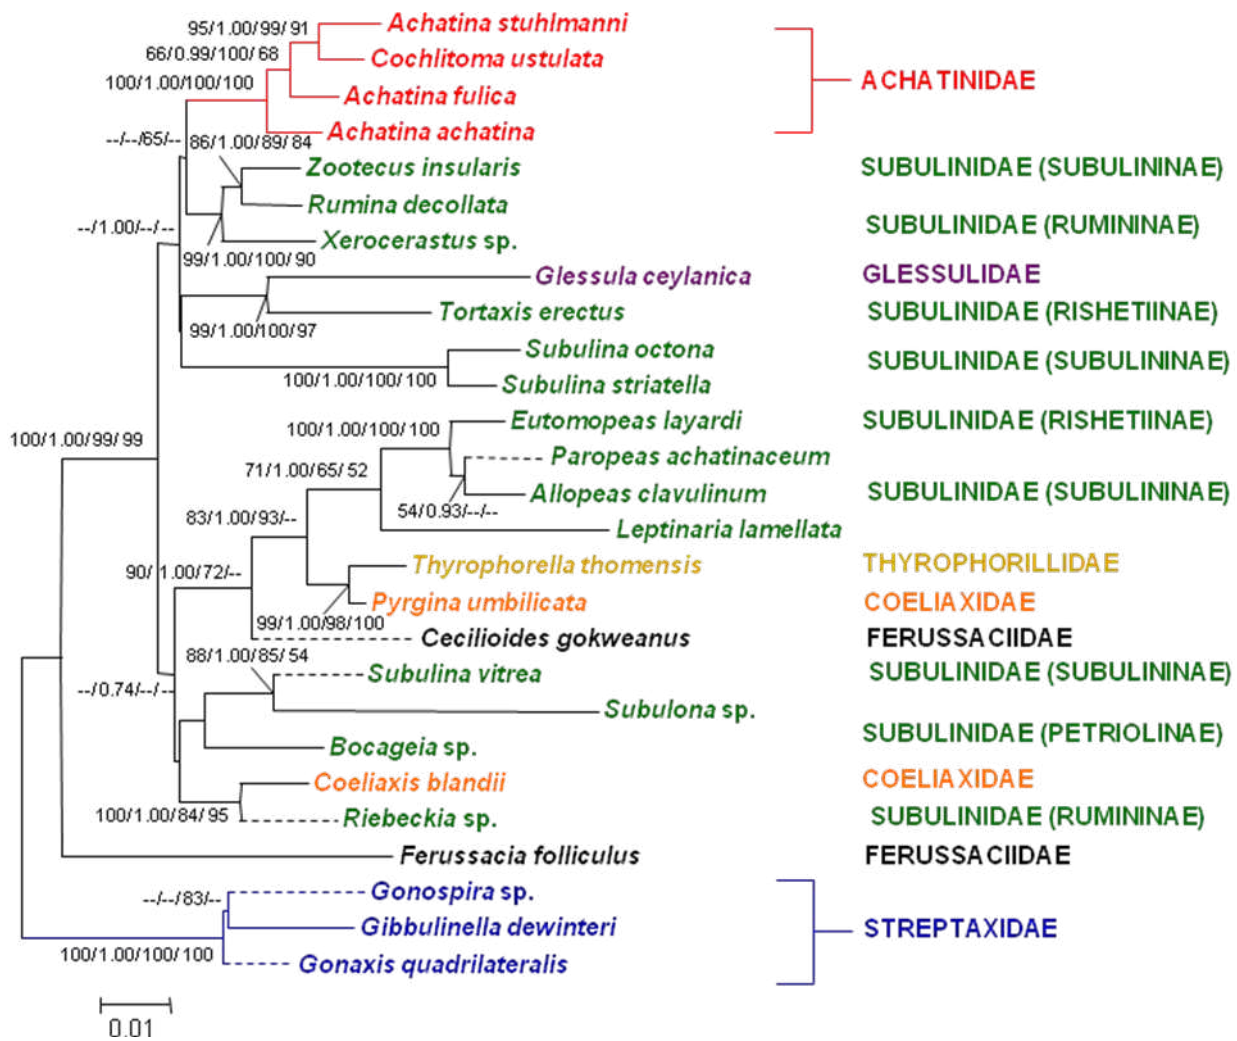 95/1.00/99/91
Achatina stuhlmanni
66/0.99/100/68
Cochlitoma ustulata
100/1.00/100/100
ACHATINIDAE
Achatina fulica
Achatina achatina
--/--/65/--
86/1.00/89/84
Zootecus insularis
SUBULINIDAE (SUBULININAE)
Rumina decollata
--/1.00/--/--
SUBULINIDAE (RUMININAE)
Xerocerastus sp.
99/1.00/100/90
Glessula ceylanica
GLESSULIDAE
Tortaxis erectus
SUBULINIDAE (RISHETIINAE)
99/1.00/100/97
Subulina octona
SUBULINIDAE (SUBULININAE)
100/1.00/100/100
Subulina striatella
Eutomopeas layardi
SUBULINIDAE (RISHETIINAE)
100/1.00/100/100
100/1.00/99/99
Paropeas achatinaceum
71/1.00/65/52
Allopeas clavulinum
SUBULINIDAE (SUBULININAE)
54/0.93/--/--
83/1.00/93/--
Leptinaria lamellata
Thyrophorella thomensis
THYROPHORILLIDAE
90/1.00/72/--
Pyrgina umbilicata
COELIAXIDAE
99/1.00/98/100
Cecilioides gokweanus
FERUSSACIIDAE
88/1.00/85/54
Subulina vitrea
SUBULINIDAE (SUBULININAE)
--/0.74/--/--
Subulona sp.
Bocageia sp.
SUBULINIDAE (PETRIOLINAE)
Coeliaxis blandii
COELIAXIDAE
100/1.00/84/95
Riebeckia sp.
SUBULINIDAE (RUMININAE)
Ferussacia folliculus
FERUSSACIIDAE
--/--/83/--
Gonospira sp.
Gibbulinella dewinteri
STREPTAXIDAE
100/1.00/100/100
Gonaxis quadrilateralis
0.01